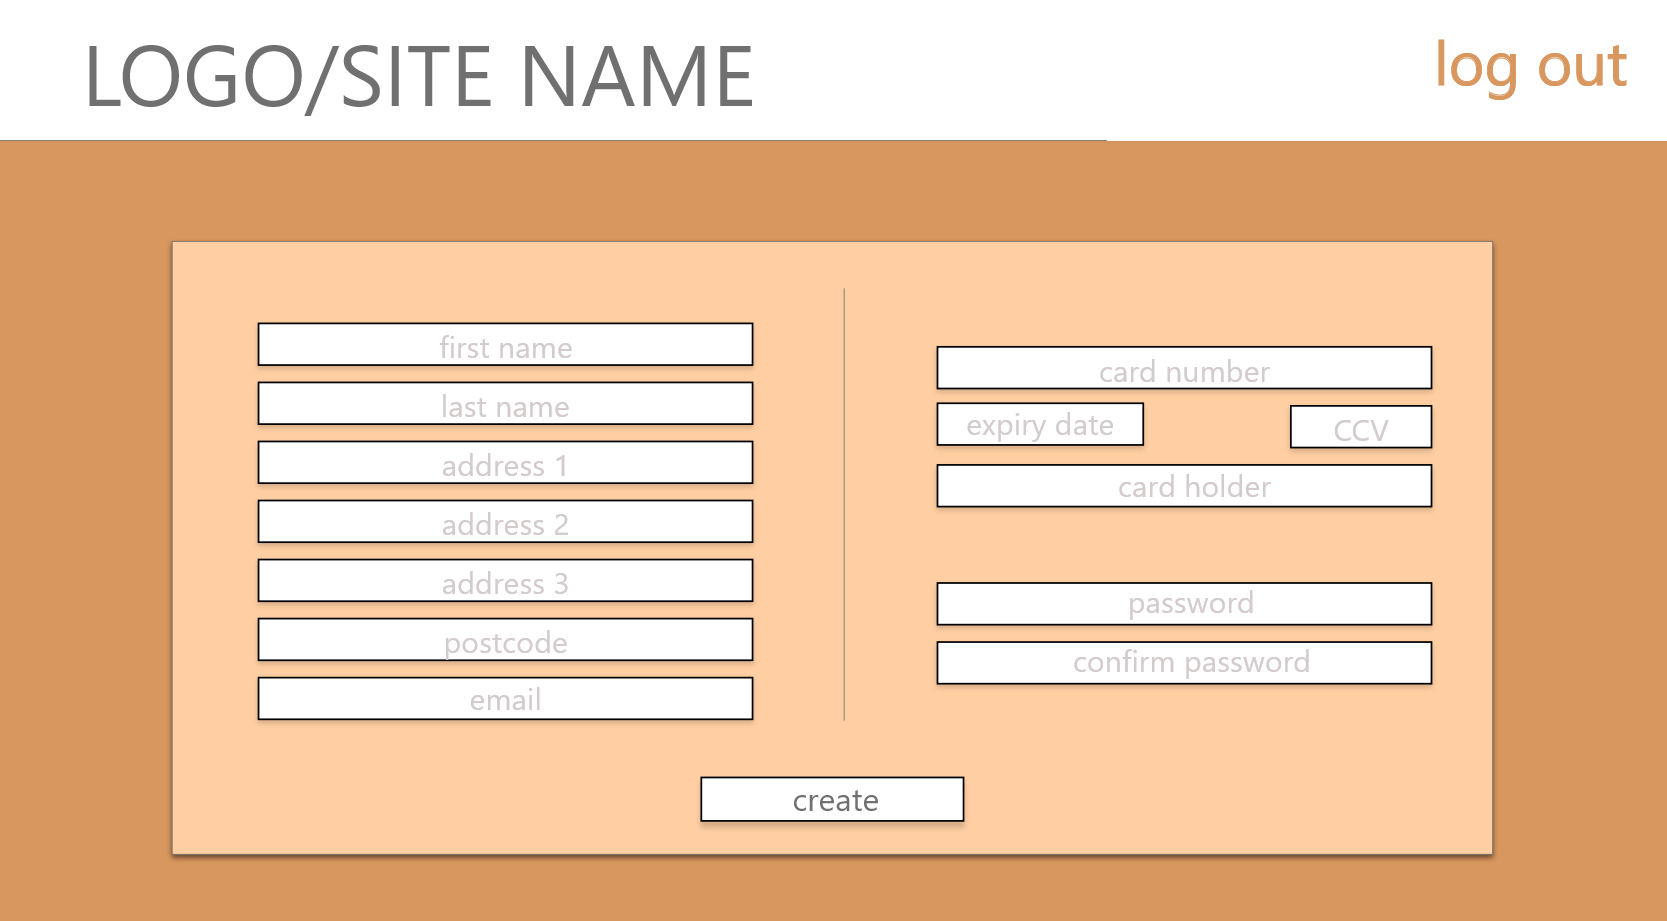 LOGO/SITE NAME
log out
first name
last name
address 1
address 2
address 3
postcode
email
card number
expiry date
CCV
card holder
password
confirm password
create